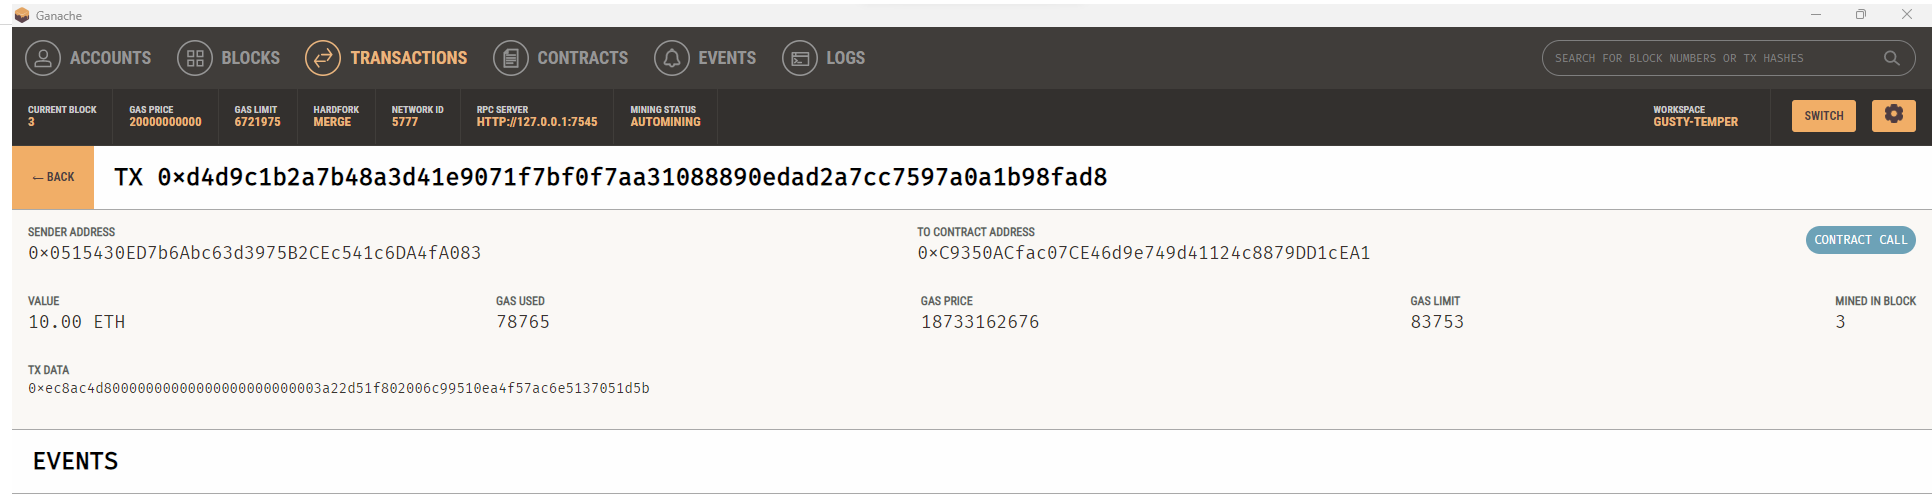 Ganache
ACCOUNTS BLOCKS TRANSACTIONS CONTRACTS EVENTS LOGS SEARCH FOR BLOCK NUMBERS OR TX HASHES
CURRENT BLOCK GAS PRICE GAS LIMIT HARDFORK NETWORK ID RPC SERVER MINING STATUS WORKSPACE
3 20000000000 6721975 MERGE 5777 HTTP://127.0.0.1:7545 AUTOMINING GUSTY-TEMPER SWITCH
← BACK TX 0×d4d9c1b2a7b48a3d41e9071f7bf0f7aa31088890edad2a7cc7597a0a1b98fad8
SENDER ADDRESS TO CONTRACT ADDRESS
0×0515430ED7b6Abc63d3975B2CEc541c6DA4fA083 0×C9350ACfac07CE46d9e749d41124c8879DD1cEA1 CONTRACT CALL
VALUE GAS USED GAS PRICE GAS LIMIT MINED IN BLOCK
10.00 ETH 78765 18733162676 83753 3
TX DATA
0×ec8ac4d80000000000000000000000003a22d51f802006c99510ea4f57ac6e5137051d5b
EVENTS